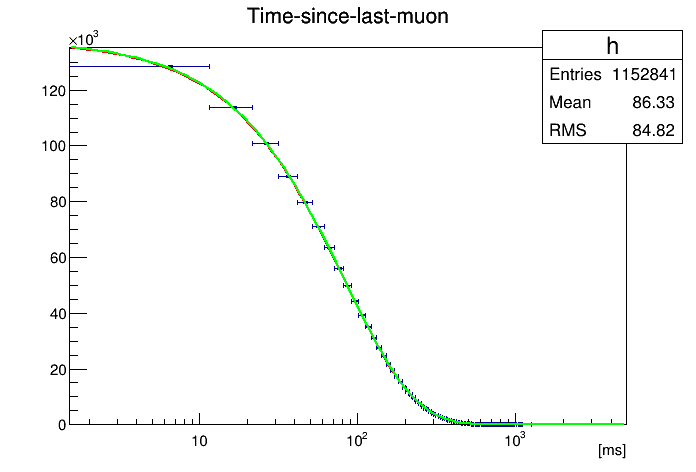 Time-since-last-muon
×10³
h
Entries 1152841
Mean 86.33
RMS 84.82
120
100
80
60
40
20
0
10 10² 10³
[ms]